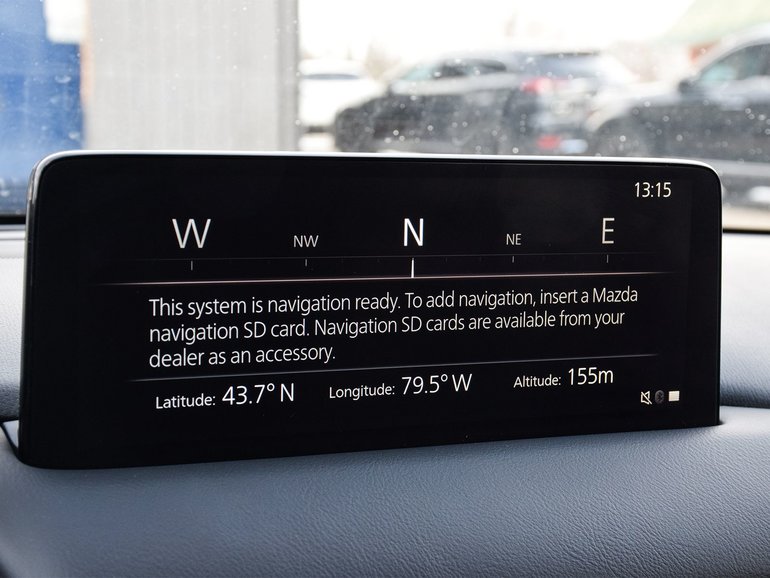 13:15
W NW N NE E
This system is navigation ready. To add navigation, insert a Mazda
navigation SD card. Navigation SD cards are available from your
dealer as an accessory.
Latitude: 43.7° N Longitude: 79.5° W Altitude: 155m